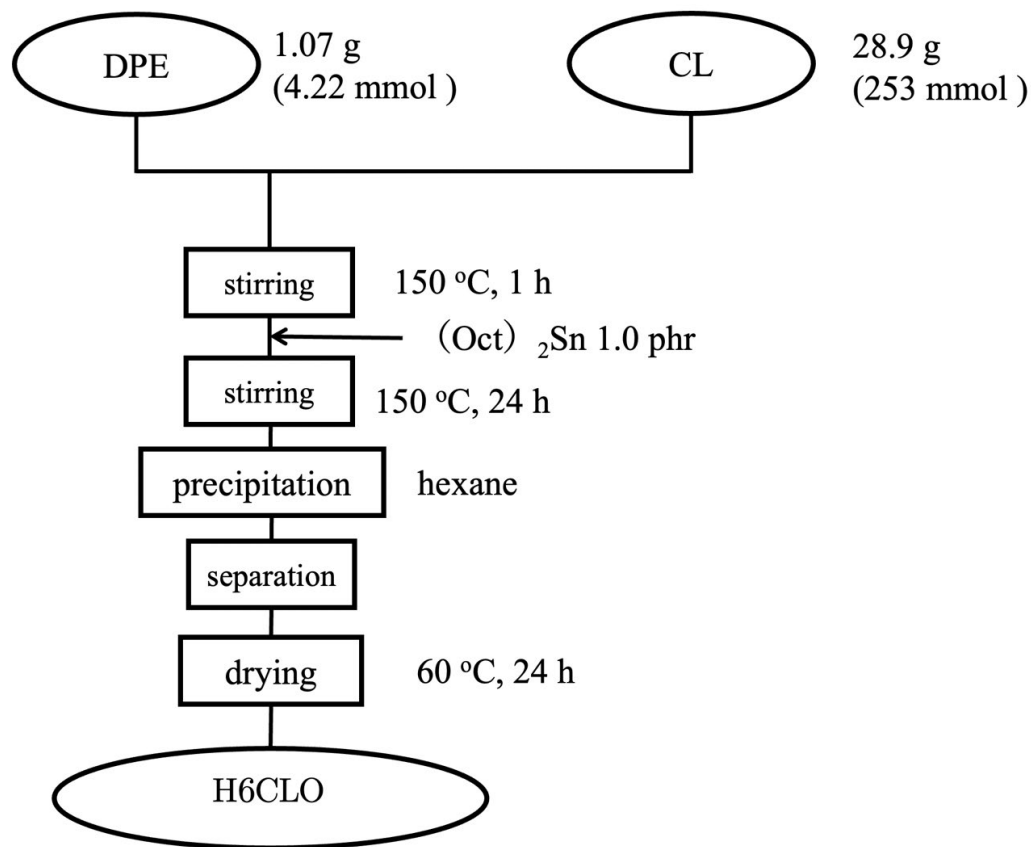 DPE
1.07 g
(4.22 mmol )
CL
28.9 g
(253 mmol )
stirring
150 °C, 1 h
（Oct）₂Sn 1.0 phr
stirring
150 °C, 24 h
precipitation
hexane
separation
drying
60 °C, 24 h
H6CLO